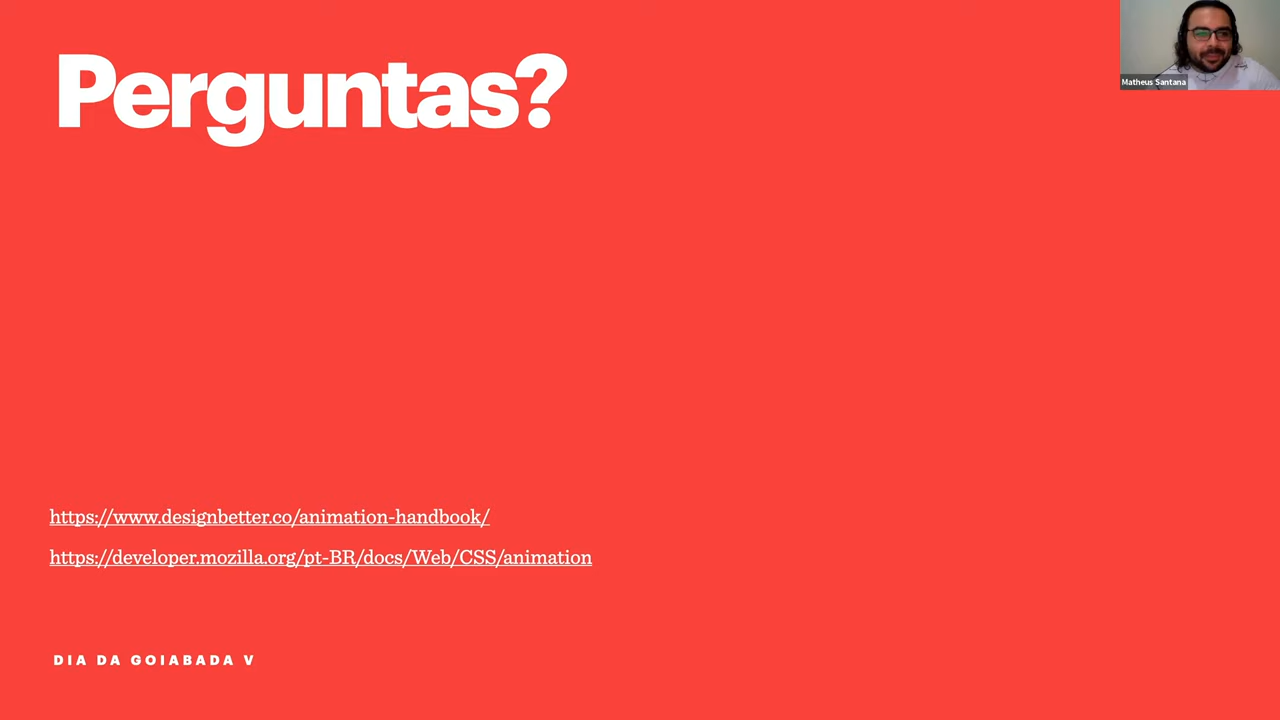 Perguntas?
Matheus Santana
https://www.designbetter.co/animation-handbook/
https://developer.mozilla.org/pt-BR/docs/Web/CSS/animation
DIA DA GOIABADA V